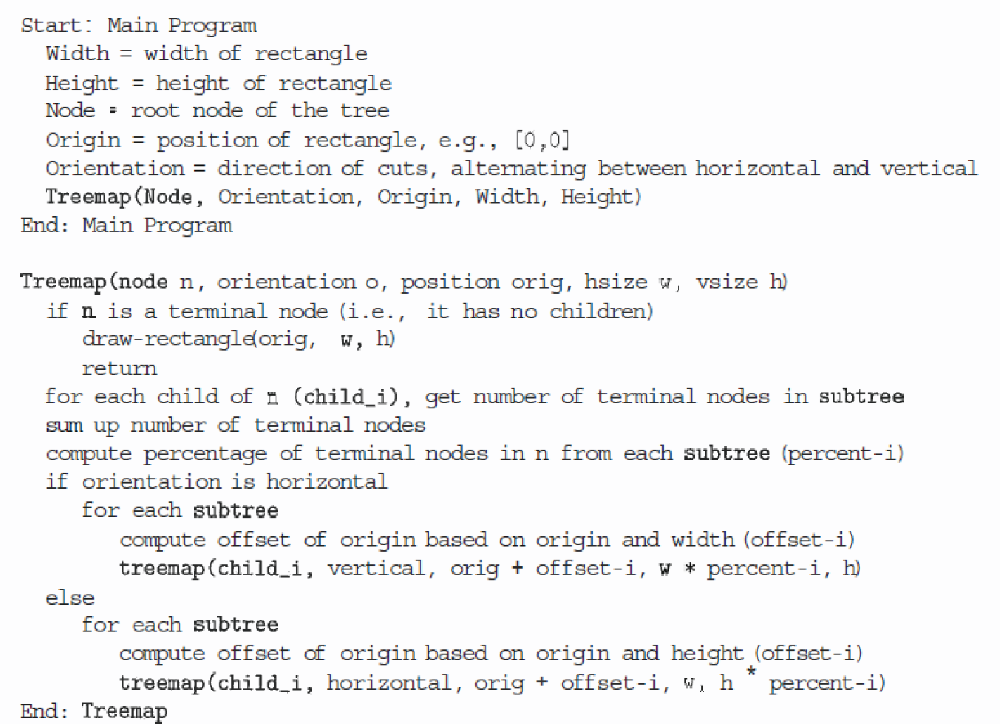 Start: Main Program
Width = width of rectangle
Height = height of rectangle
Node = root node of the tree
Origin = position of rectangle, e.g., [0,0]
Orientation = direction of cuts, alternating between horizontal and vertical
Treemap(Node, Orientation, Origin, Width, Height)
End: Main Program
Treemap(node n, orientation o, position orig, hsize w, vsize h)
if n is a terminal node (i.e., it has no children)
draw-rectangle(orig, w, h)
return
for each child of n (child_i), get number of terminal nodes in subtree
sum up number of terminal nodes
compute percentage of terminal nodes in n from each subtree (percent-i)
if orientation is horizontal
for each subtree
compute offset of origin based on origin and width (offset-i)
treemap(child_i, vertical, orig + offset-i, w * percent-i, h)
else
for each subtree
compute offset of origin based on origin and height (offset-i)
treemap(child_i, horizontal, orig + offset-i, w, h * percent-i)
End: Treemap